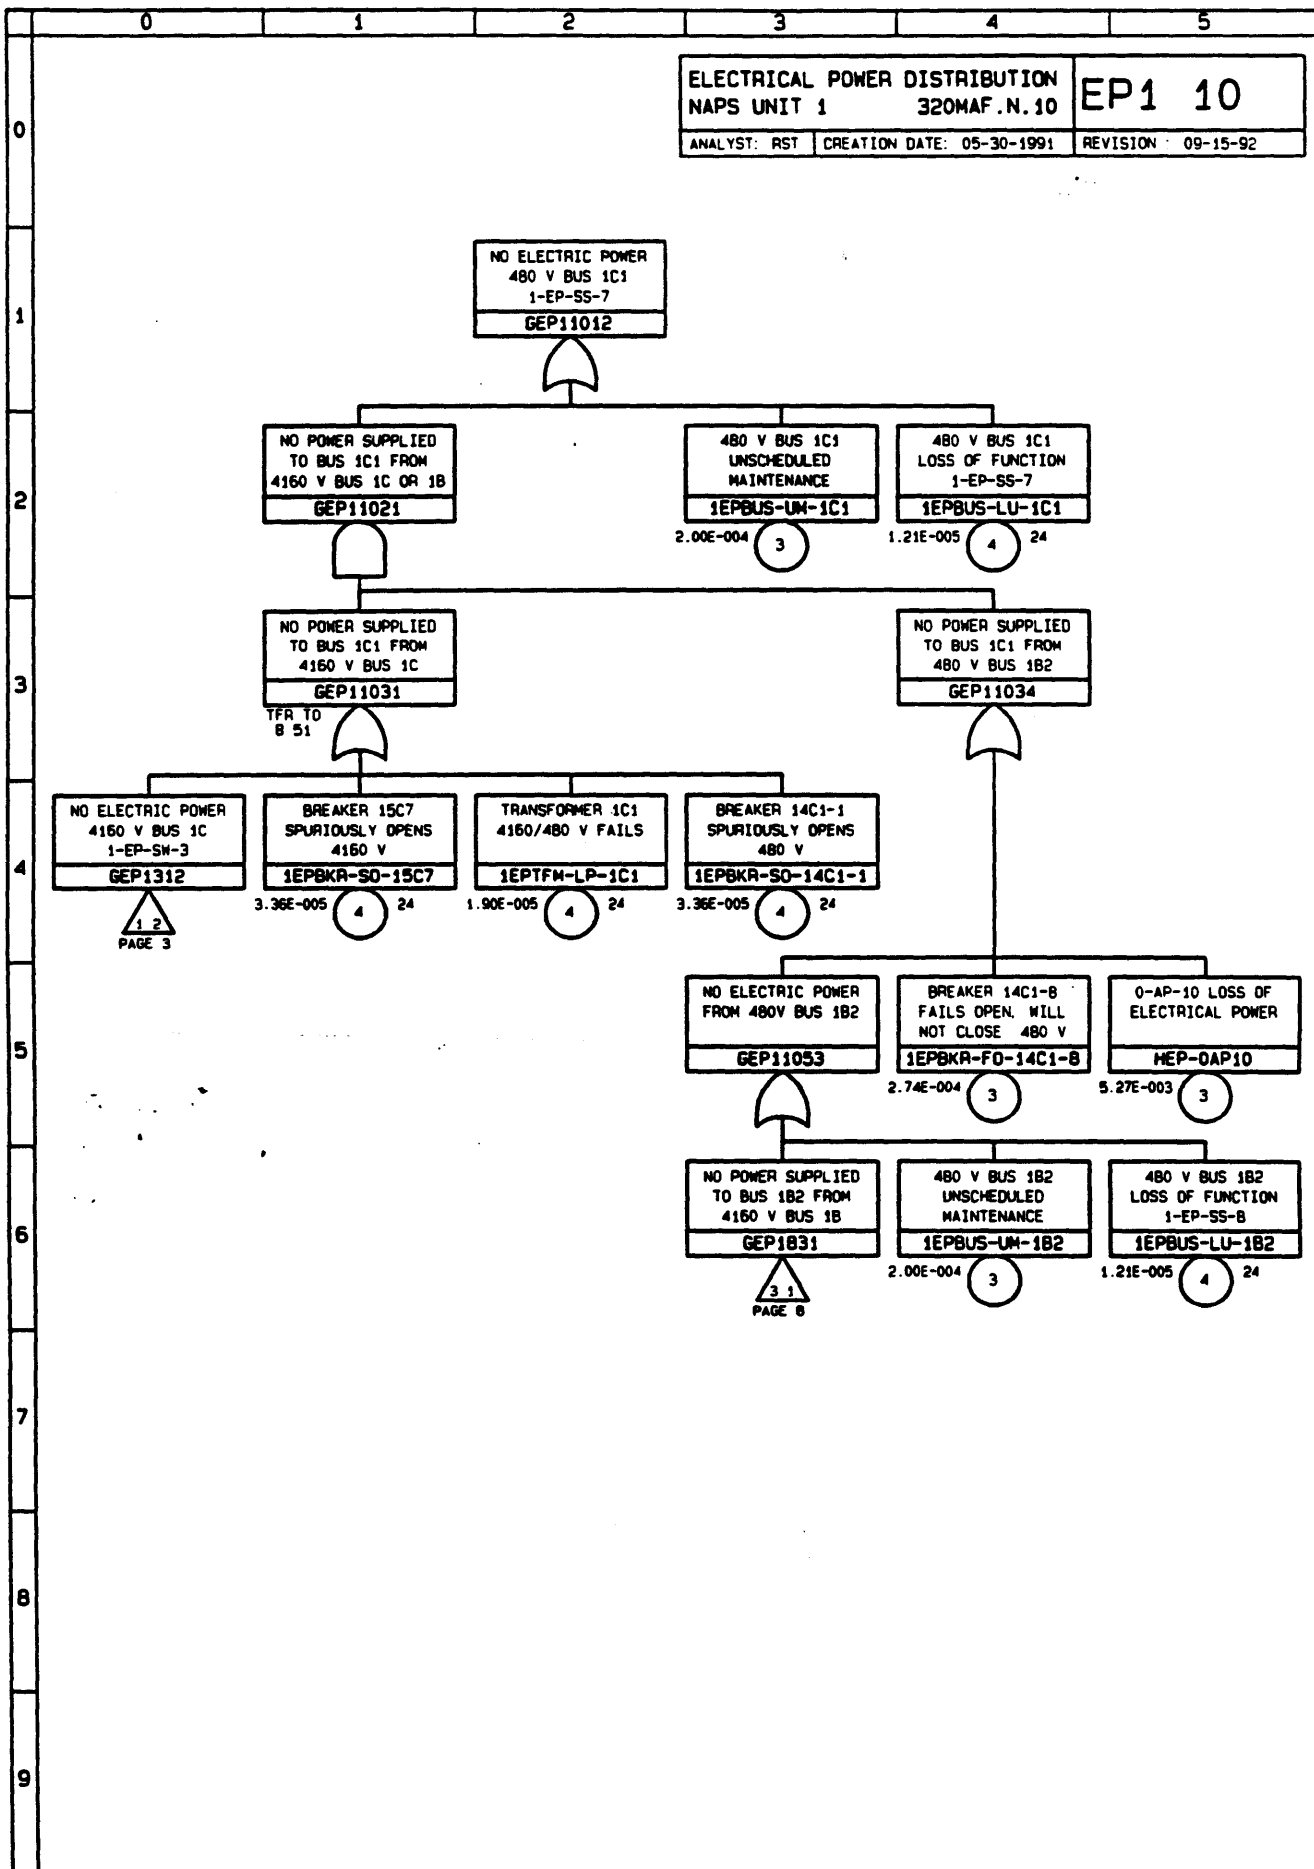 0 1 2 3 4 5
ELECTRICAL POWER DISTRIBUTION
NAPS UNIT 1 320MAF.N.10
EP1 10
ANALYST: RST CREATION DATE: 05-30-1991 REVISION : 09-15-92
0
NO ELECTRIC POWER
480 V BUS 1C1
1-EP-SS-7
GEP11012
1
NO POWER SUPPLIED
TO BUS 1C1 FROM
4160 V BUS 1C OR 1B
GEP11021
480 V BUS 1C1
UNSCHEDULED
MAINTENANCE
1EPBUS-UM-1C1
2.00E-004 3
480 V BUS 1C1
LOSS OF FUNCTION
1-EP-SS-7
1EPBUS-LU-1C1
1.21E-005 4 24
2
NO POWER SUPPLIED
TO BUS 1C1 FROM
4160 V BUS 1C
GEP11031
TFR TO
B 51
NO POWER SUPPLIED
TO BUS 1C1 FROM
480 V BUS 1B2
GEP11034
3
NO ELECTRIC POWER
4160 V BUS 1C
1-EP-SW-3
GEP1312
1 2
PAGE 3
BREAKER 15C7
SPURIOUSLY OPENS
4160 V
1EPBKR-SO-15C7
3.36E-005 4 24
TRANSFORMER 1C1
4160/480 V FAILS
1EPTFM-LP-1C1
1.90E-005 4 24
BREAKER 14C1-1
SPURIOUSLY OPENS
480 V
1EPBKR-SO-14C1-1
3.36E-005 4 24
4
NO ELECTRIC POWER
FROM 480V BUS 1B2
GEP11053
BREAKER 14C1-8
FAILS OPEN, WILL
NOT CLOSE 480 V
1EPBKR-FO-14C1-8
2.74E-004 3
0-AP-10 LOSS OF
ELECTRICAL POWER
HEP-0AP10
5.27E-003 3
5
NO POWER SUPPLIED
TO BUS 1B2 FROM
4160 V BUS 1B
GEP1831
3 1
PAGE 8
480 V BUS 1B2
UNSCHEDULED
MAINTENANCE
1EPBUS-UM-1B2
2.00E-004 3
480 V BUS 1B2
LOSS OF FUNCTION
1-EP-SS-8
1EPBUS-LU-1B2
1.21E-005 4 24
6
7
8
9